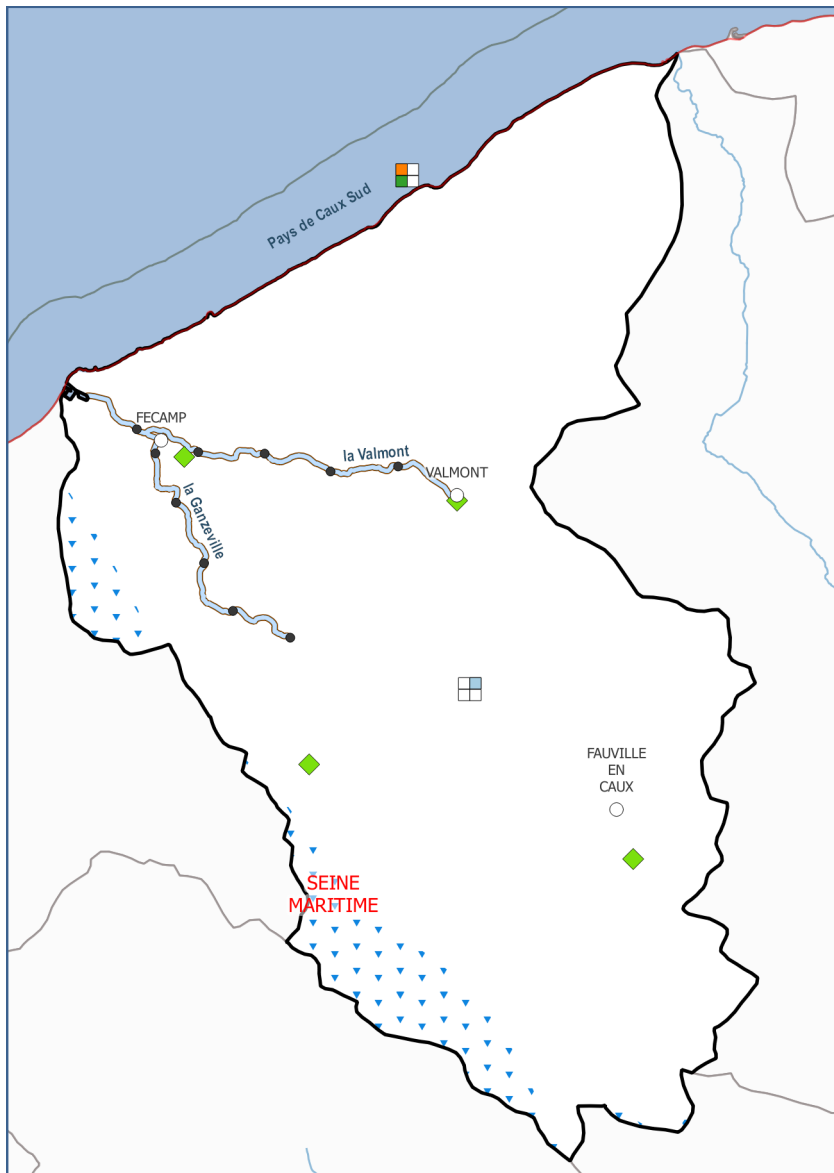 Pays de Caux Sud
FECAMP
la Valmont
VALMONT
la Ganzeville
FAUVILLE
EN
CAUX
SEINE
MARITIME